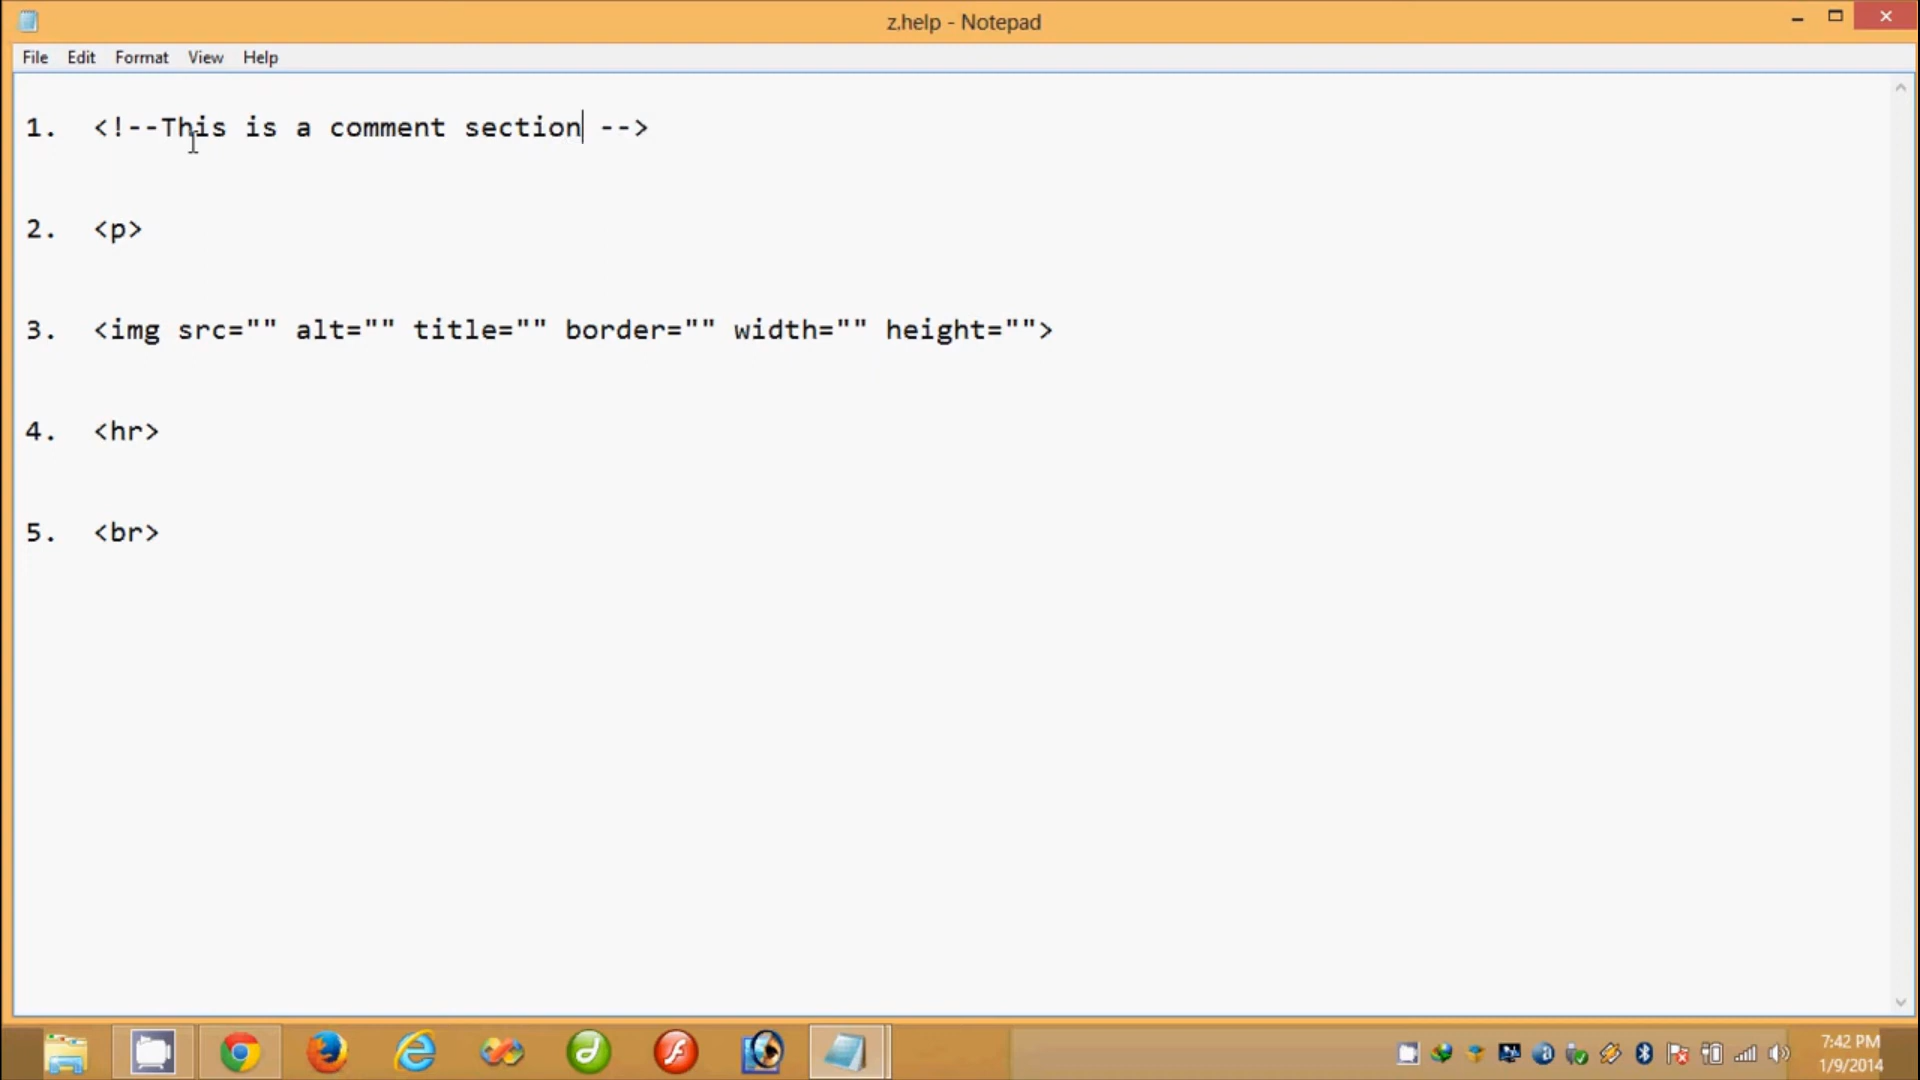 z.help - Notepad
File Edit Format View Help
1. <!--This is a comment section -->
2. <p>
3. <img src="" alt="" title="" border="" width="" height="">
4. <hr>
5. <br>
7:42 PM
1/9/2014